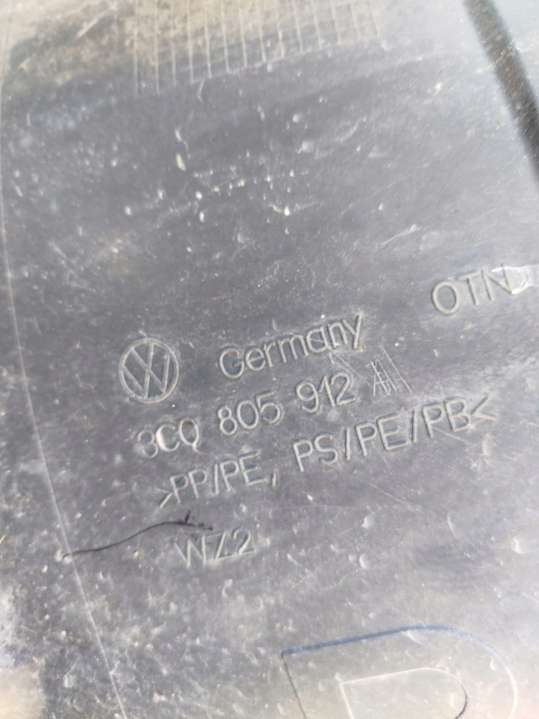 OTN
Germany
3C0 805 912
>PP/PE, PS/PE/PB<
WZ2